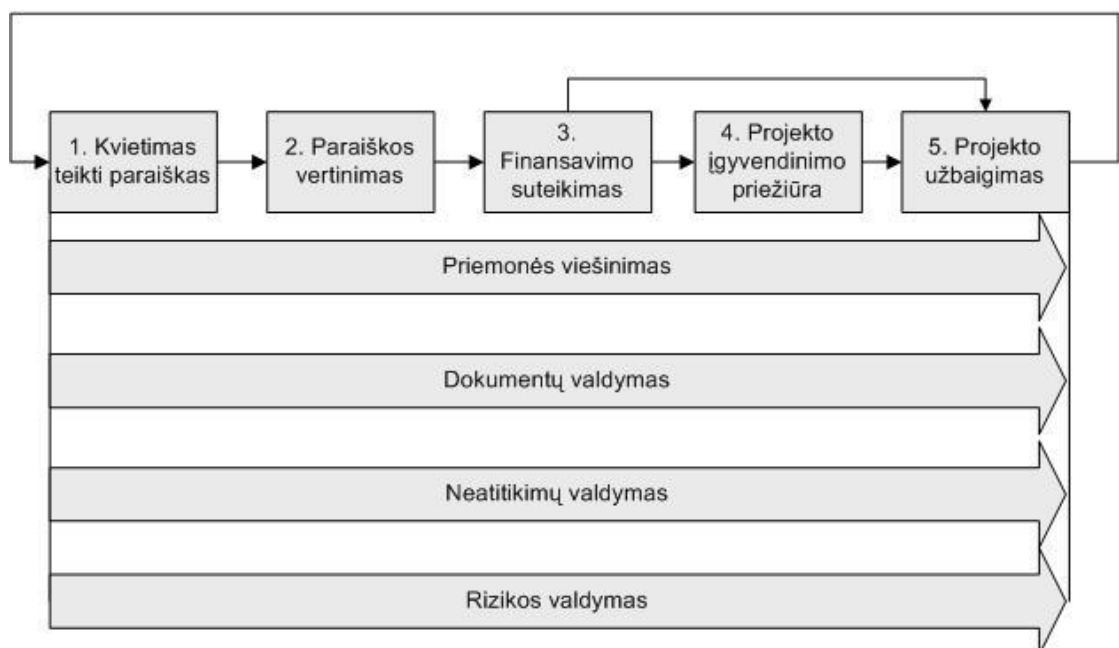 1. Kvietimas
teikti paraiškas
2. Paraiškos
vertinimas
3.
Finansavimo
suteikimas
4. Projekto
įgyvendinimo
priežiūra
5. Projekto
užbaigimas
Priemonės viešinimas
Dokumentų valdymas
Neatitikimų valdymas
Rizikos valdymas